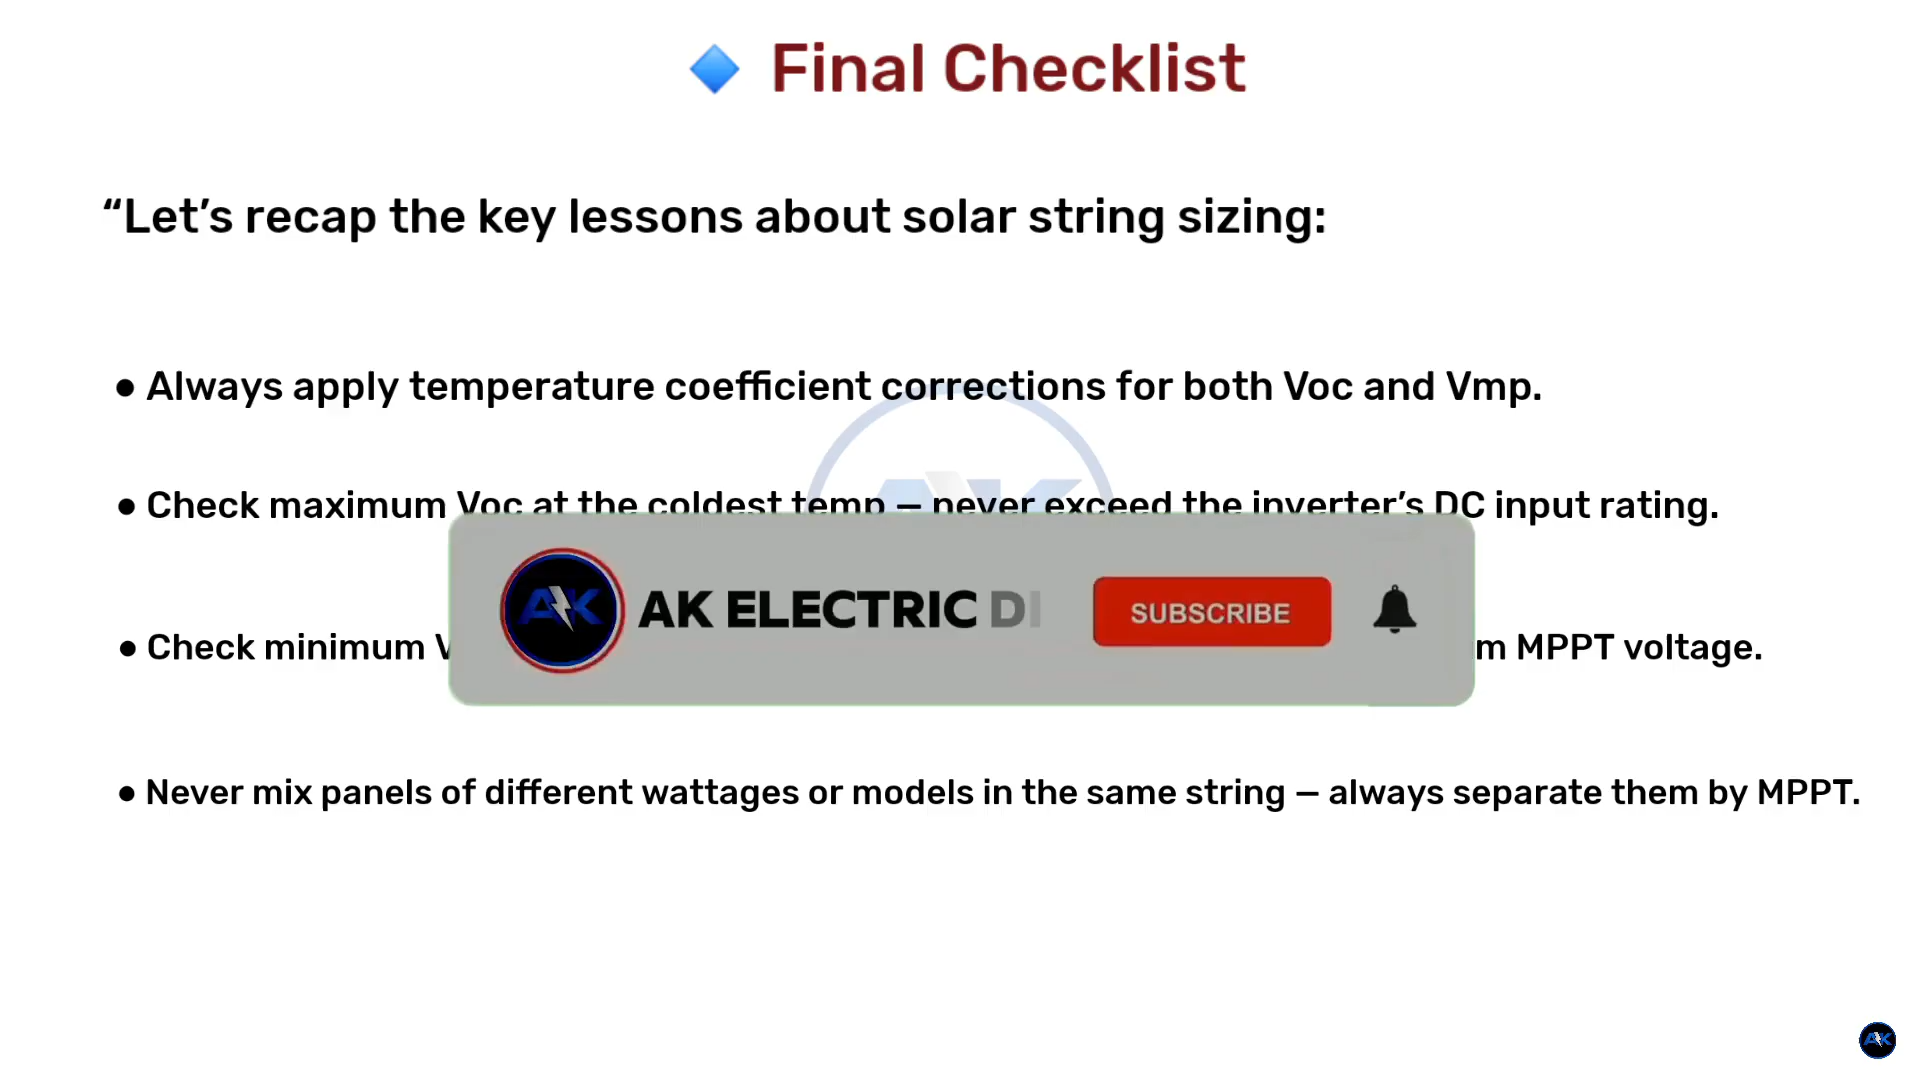 Final Checklist
“Let’s recap the key lessons about solar string sizing:
● Always apply temperature coefficient corrections for both Voc and Vmp.
● Check maximum Voc at the coldest temp – never exceed the inverter’s DC input rating.
AK ELECTRIC DI
SUBSCRIBE
● Check minimum MPPT voltage.
● Never mix panels of different wattages or models in the same string – always separate them by MPPT.
AK